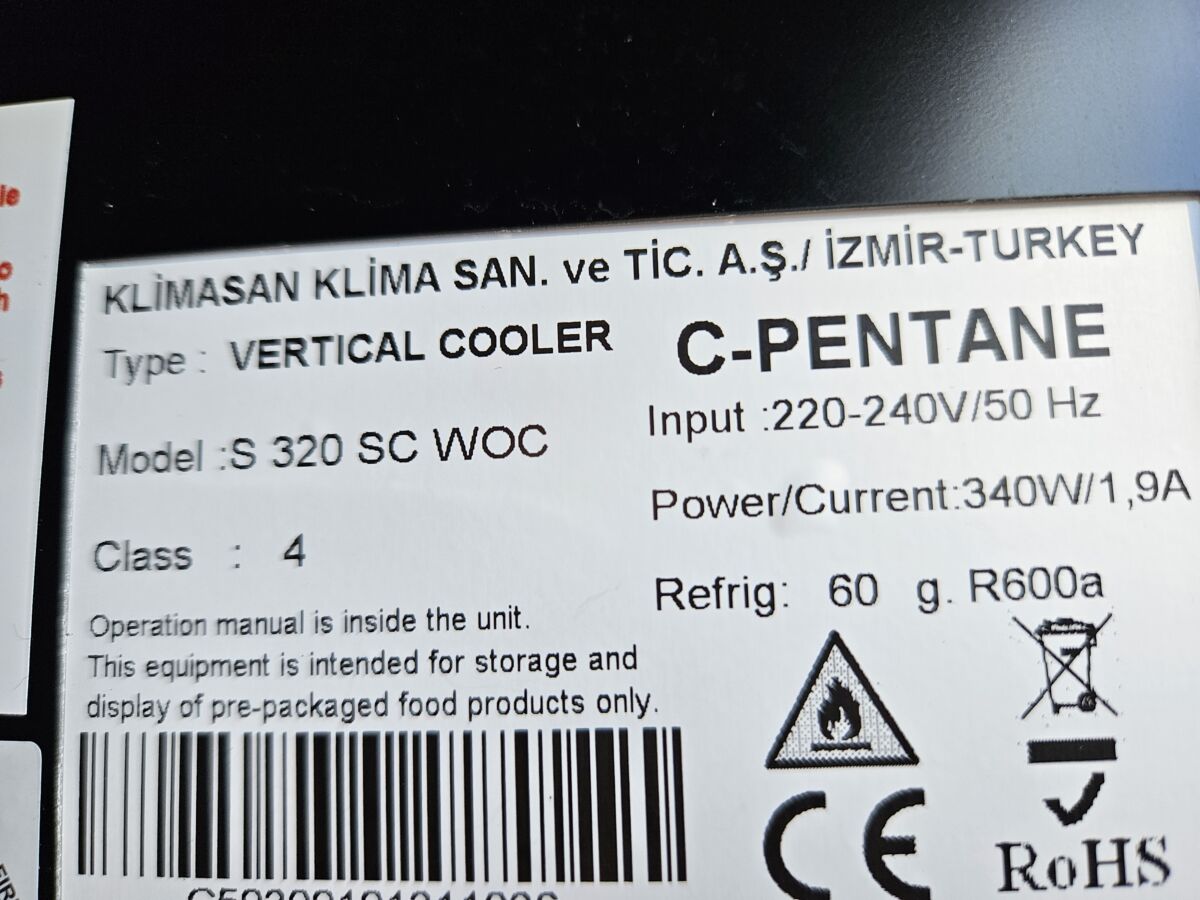 KLİMASAN KLİMA SAN. ve TİC. A.Ş./ İZMİR-TURKEY
Type : VERTICAL COOLER
C-PENTANE
Input :220-240V/50 Hz
Model :S 320 SC WOC
Power/Current:340W/1,9A
Class : 4
Refrig: 60 g. R600a
Operation manual is inside the unit.
This equipment is intended for storage and
display of pre-packaged food products only.
CE
RoHS